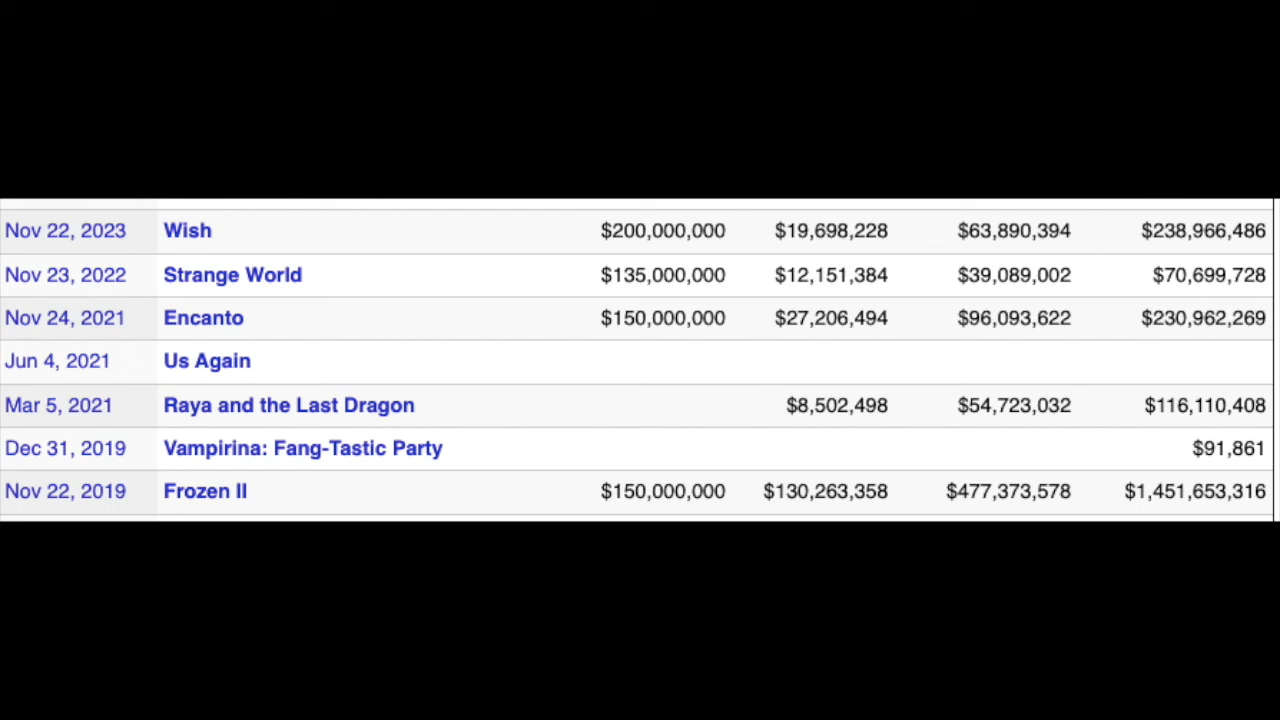 Nov 22, 2023 Wish $200,000,000 $19,698,228 $63,890,394 $238,966,486
Nov 23, 2022 Strange World $135,000,000 $12,151,384 $39,089,002 $70,699,728
Nov 24, 2021 Encanto $150,000,000 $27,206,494 $96,093,622 $230,962,269
Jun 4, 2021 Us Again
Mar 5, 2021 Raya and the Last Dragon $8,502,498 $54,723,032 $116,110,408
Dec 31, 2019 Vampirina: Fang-Tastic Party $91,861
Nov 22, 2019 Frozen II $150,000,000 $130,263,358 $477,373,578 $1,451,653,316